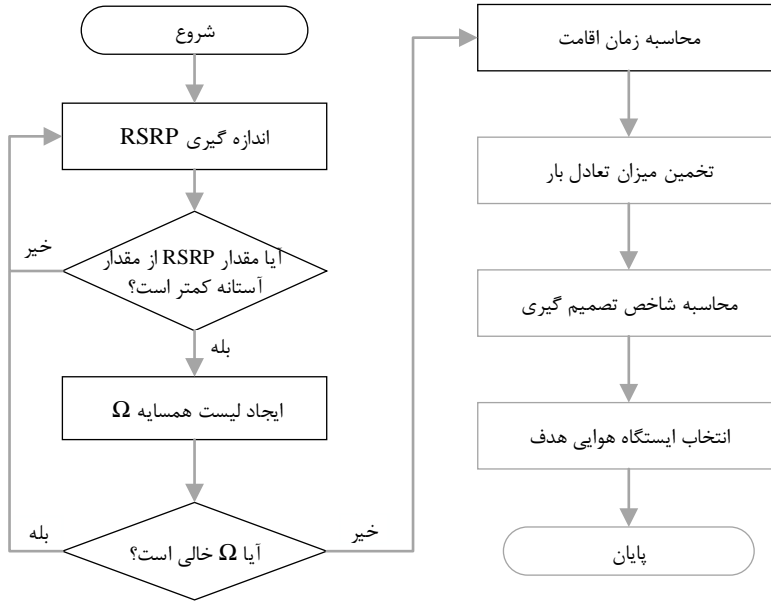 شروع
اندازه گیری RSRP
آیا مقدار RSRP از مقدار
آستانه کمتر است؟
خیر
بله
ایجاد لیست همسایه Ω
آیا Ω خالی است؟
بله
خیر
محاسبه زمان اقامت
تخمین میزان تعادل بار
محاسبه شاخص تصمیم گیری
انتخاب ایستگاه هوایی هدف
پایان